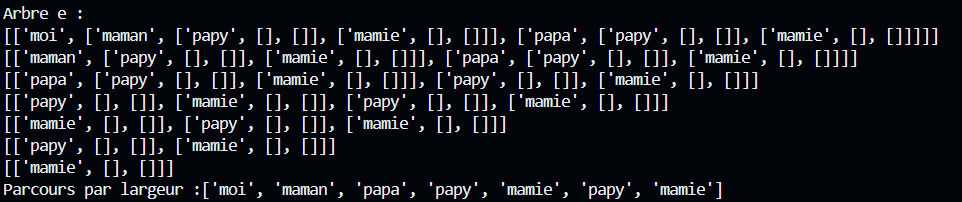 Arbre e :
[['moi', ['maman', ['papy', [], []], ['mamie', [], []]], ['papa', ['papy', [], []], ['mamie', [], []]]]]
[['maman', ['papy', [], []], ['mamie', [], []]], ['papa', ['papy', [], []], ['mamie', [], []]]]
[['papa', ['papy', [], []], ['mamie', [], []]], ['papy', [], []], ['mamie', [], []]]
[['papy', [], []], ['mamie', [], []], ['papy', [], []], ['mamie', [], []]]
[['mamie', [], []], ['papy', [], []], ['mamie', [], []]]
[['papy', [], []], ['mamie', [], []]]
[['mamie', [], []]]
Parcours par largeur :['moi', 'maman', 'papa', 'papy', 'mamie', 'papy', 'mamie']